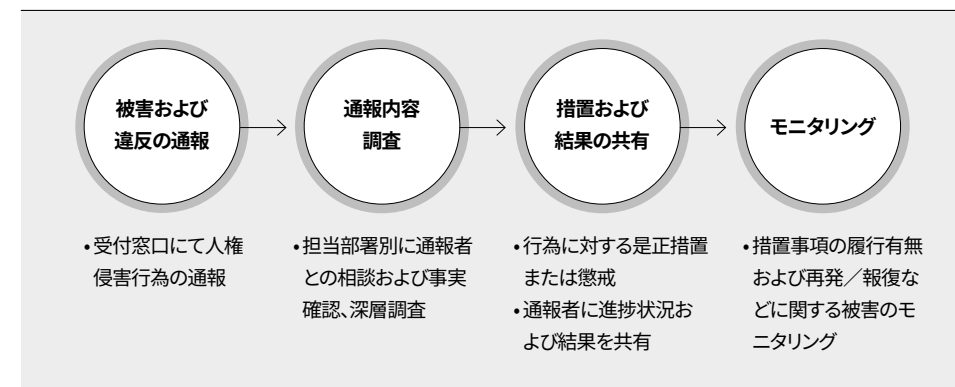 被害および
違反の通報
通報内容
調査
措置および
結果の共有
モニタリング
•受付窓口にて人権
侵害行為の通報
•担当部署別に通報者
との相談および事実
確認、深層調査
•行為に対する是正措置
または懲戒
•通報者に進捗状況お
よび結果を共有
•措置事項の履行有無
および再発／報復な
どに関する被害のモ
ニタリング